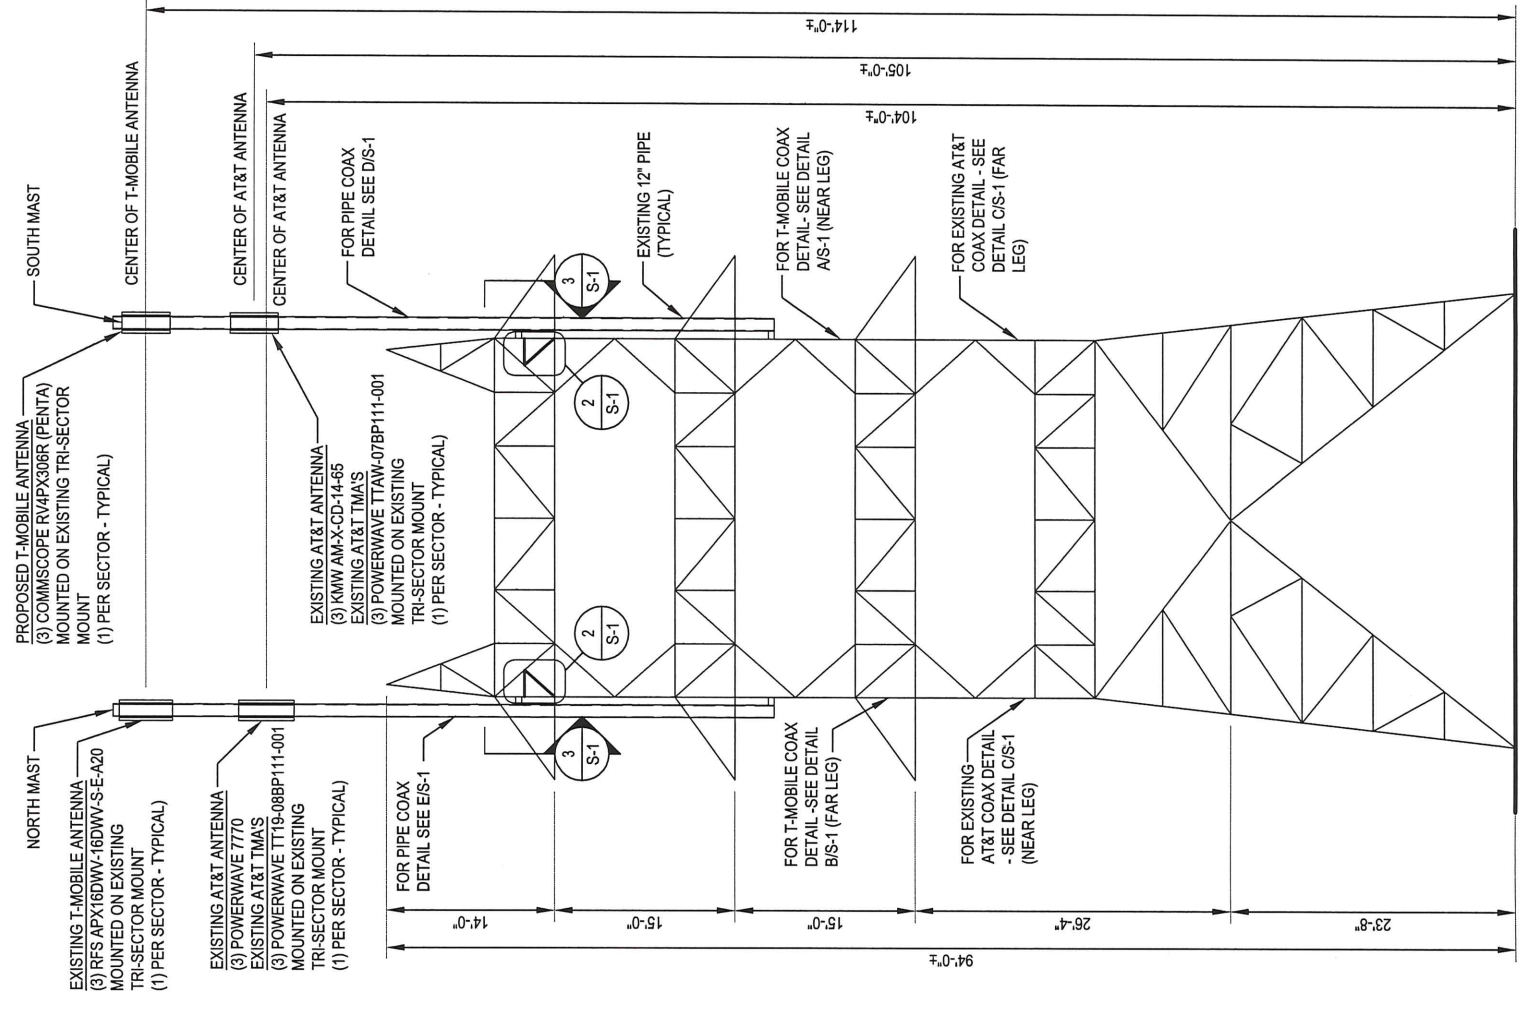 SOUTH MAST
CENTER OF T-MOBILE ANTENNA
CENTER OF AT&T ANTENNA
CENTER OF AT&T ANTENNA
114'-0"±
105'-0"±
104'-0"±
PROPOSED T-MOBILE ANTENNA
(3) COMMSCOPE RV4PX306R (PENTA)
MOUNTED ON EXISTING TRI-SECTOR
MOUNT
(1) PER SECTOR - TYPICAL)
EXISTING AT&T ANTENNA
(3) KMW AM-X-CD-14-65
EXISTING AT&T TMA'S
(3) POWERWAVE TTAW-07BP111-001
MOUNTED ON EXISTING
TRI-SECTOR MOUNT
(1) PER SECTOR - TYPICAL)
FOR PIPE COAX
DETAIL SEE D/S-1
EXISTING 12" PIPE
(TYPICAL)
FOR T-MOBILE COAX
DETAIL- SEE DETAIL
A/S-1 (NEAR LEG)
FOR EXISTING AT&T
COAX DETAIL - SEE
DETAIL C/S-1 (FAR
LEG)
3
S-1
2
S-1
2
S-1
3
S-1
NORTH MAST
EXISTING T-MOBILE ANTENNA
(3) RFS APX16DWV-16DWV-S-E-A20
MOUNTED ON EXISTING
TRI-SECTOR MOUNT
(1) PER SECTOR - TYPICAL)
EXISTING AT&T ANTENNA
(3) POWERWAVE 7770
EXISTING AT&T TMA'S
(3) POWERWAVE TT19-08BP111-001
MOUNTED ON EXISTING
TRI-SECTOR MOUNT
(1) PER SECTOR - TYPICAL)
FOR PIPE COAX
DETAIL SEE E/S-1
FOR T-MOBILE COAX
DETAIL -SEE DETAIL
B/S-1 (FAR LEG)
FOR EXISTING
AT&T COAX DETAIL
- SEE DETAIL C/S-1
(NEAR LEG)
14'-0"
15'-0"
15'-0"
26'-4"
23'-8"
94'-0"±